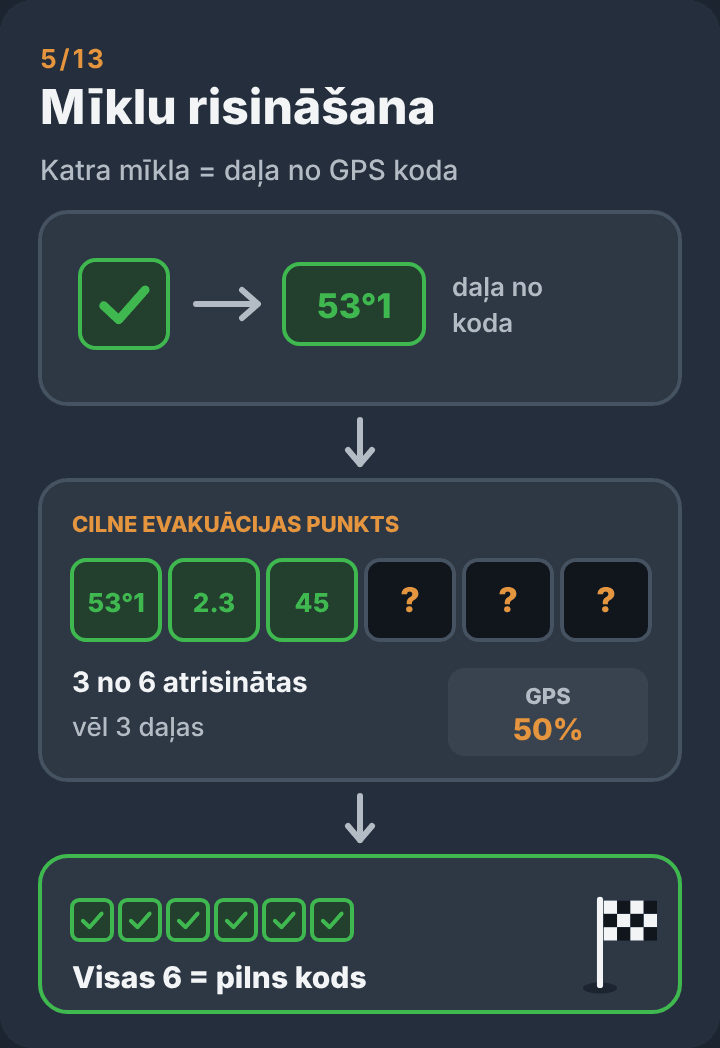 5/13
Mīklu risināšana
Katra mīkla = daļa no GPS koda
53°1
daļa no
koda
CILNE EVAKUĀCIJAS PUNKTS
53°1 2.3 45 ? ? ?
3 no 6 atrisinātas
vēl 3 daļas
GPS
50%
Visas 6 = pilns kods